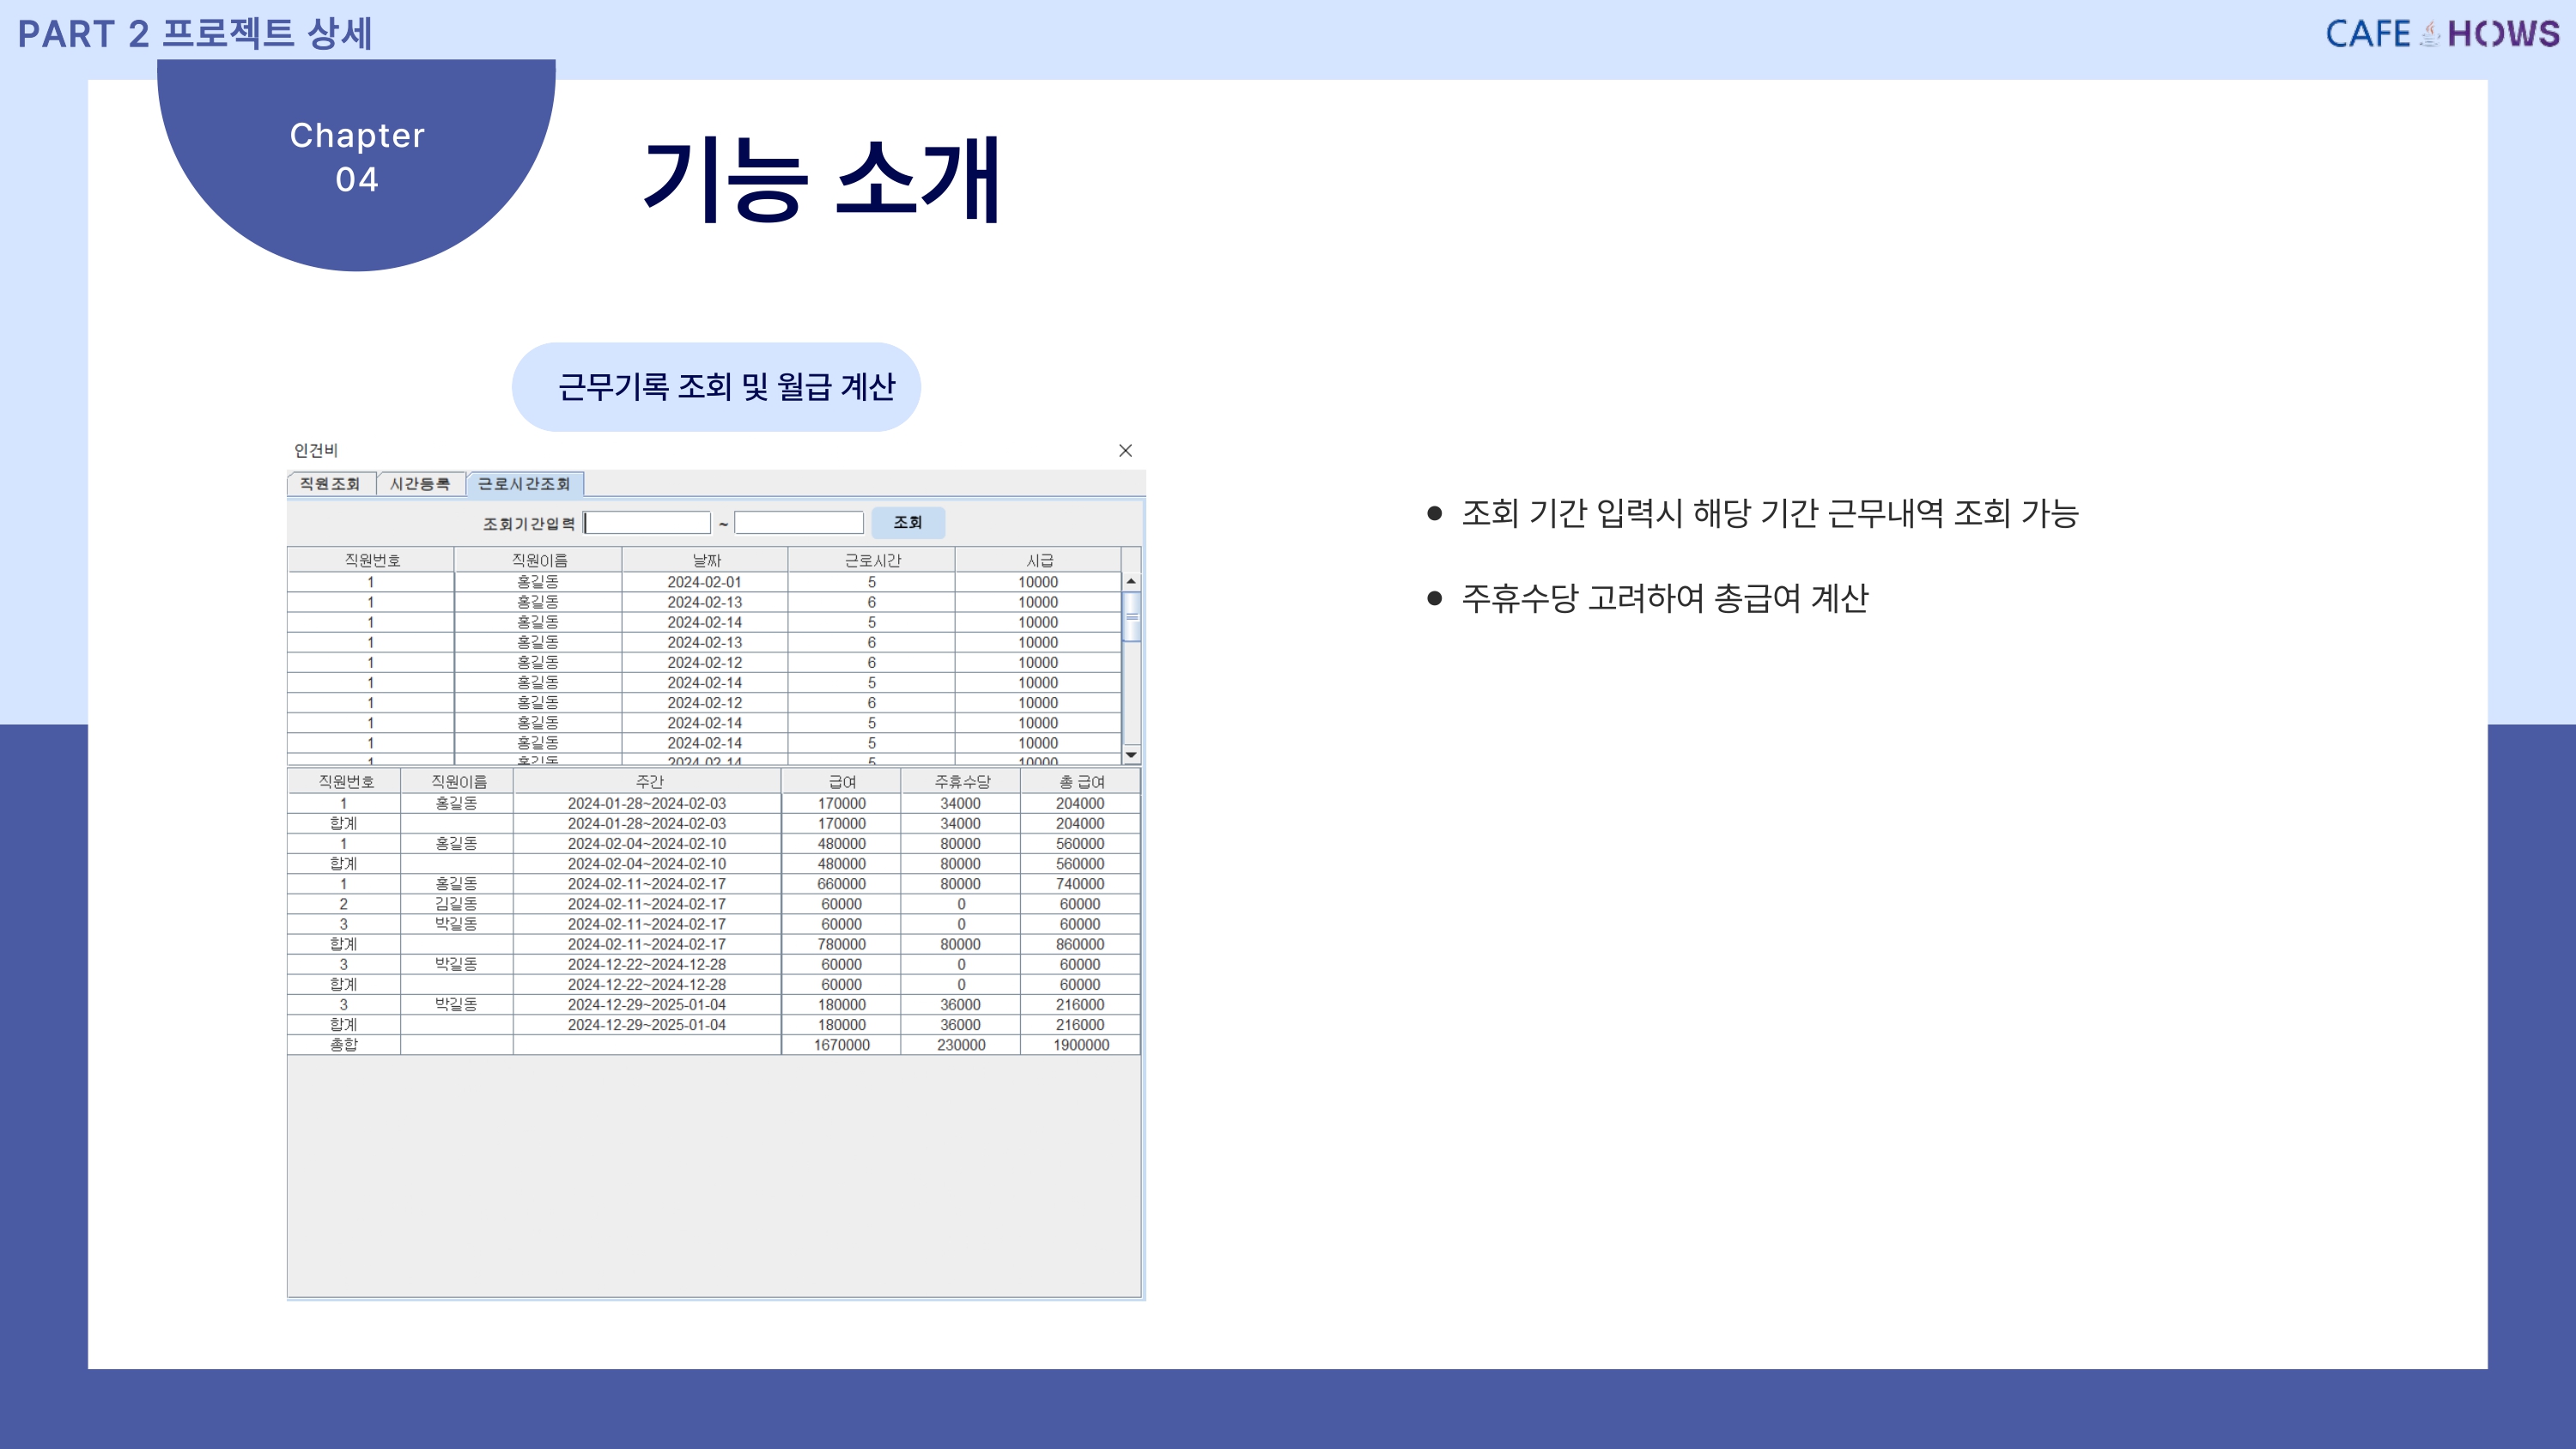 PART 2 프로젝트 상세
CAFE HOWS
Chapter
04
기능 소개
근무기록 조회 및 월급 계산
인건비
직원조회 시간등록 근로시간조회
조회기간입력 ~ 조회
직원번호 직원이름 날짜 근로시간 시급
1 홍길동 2024-02-01 5 10000
1 홍길동 2024-02-13 6 10000
1 홍길동 2024-02-14 5 10000
1 홍길동 2024-02-13 6 10000
1 홍길동 2024-02-12 6 10000
1 홍길동 2024-02-14 5 10000
1 홍길동 2024-02-12 6 10000
1 홍길동 2024-02-14 5 10000
1 홍길동 2024-02-14 5 10000
1 홍길동 2024-02-14 5 10000
직원번호 직원이름 주간 급여 주휴수당 총 급여
1 홍길동 2024-01-28~2024-02-03 170000 34000 204000
합계 2024-01-28~2024-02-03 170000 34000 204000
1 홍길동 2024-02-04~2024-02-10 480000 80000 560000
합계 2024-02-04~2024-02-10 480000 80000 560000
1 홍길동 2024-02-11~2024-02-17 660000 80000 740000
2 김길동 2024-02-11~2024-02-17 60000 0 60000
3 박길동 2024-02-11~2024-02-17 60000 0 60000
합계 2024-02-11~2024-02-17 780000 80000 860000
3 박길동 2024-12-22~2024-12-28 60000 0 60000
합계 2024-12-22~2024-12-28 60000 0 60000
3 박길동 2024-12-29~2025-01-04 180000 36000 216000
합계 2024-12-29~2025-01-04 180000 36000 216000
총합 1670000 230000 1900000
● 조회 기간 입력시 해당 기간 근무내역 조회 가능
● 주휴수당 고려하여 총급여 계산